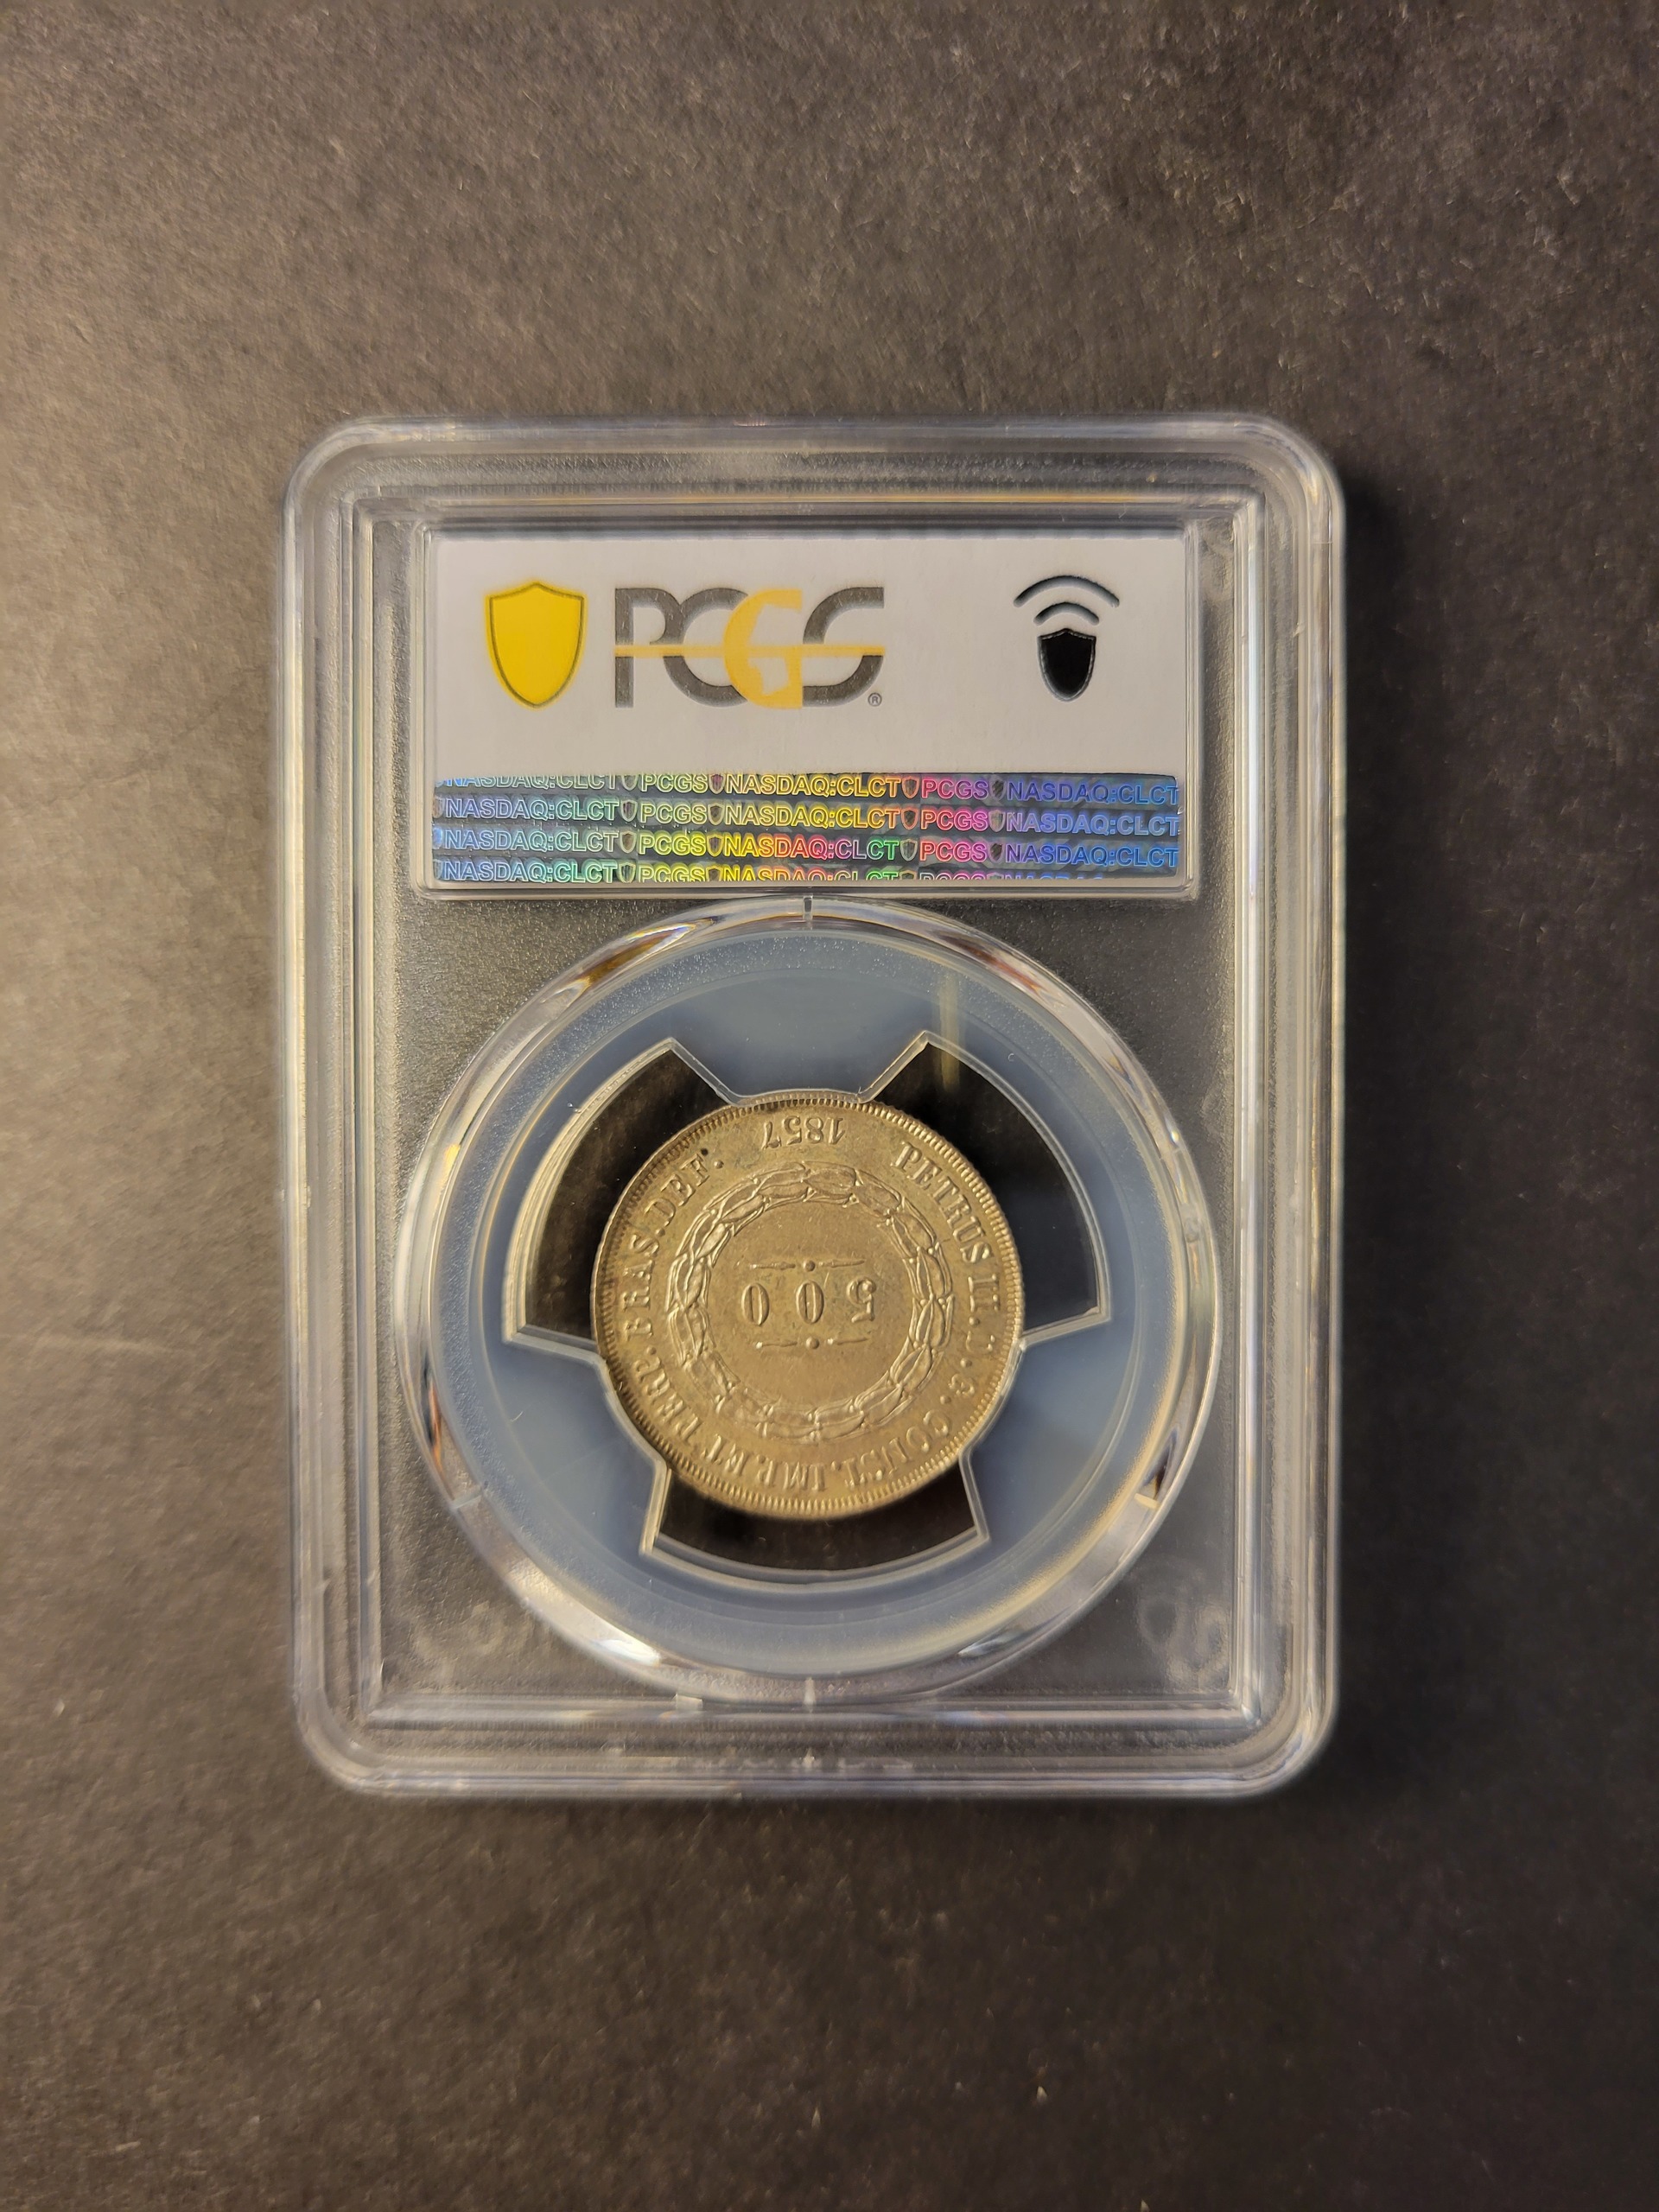 PCGS®
NASDAQ:CLCT PCGS NASDAQ:CLCT PCGS NASDAQ:CLCT
NASDAQ:CLCT PCGS NASDAQ:CLCT PCGS NASDAQ:CLCT
NASDAQ:CLCT PCGS NASDAQ:CLCT PCGS NASDAQ:CLCT
NASDAQ:CLCT PCGS NASDAQ:CLCT PCGS
PETRUS II. D. G. CONST. IMP. ET PERP. BRAS. DEF.
1857
500